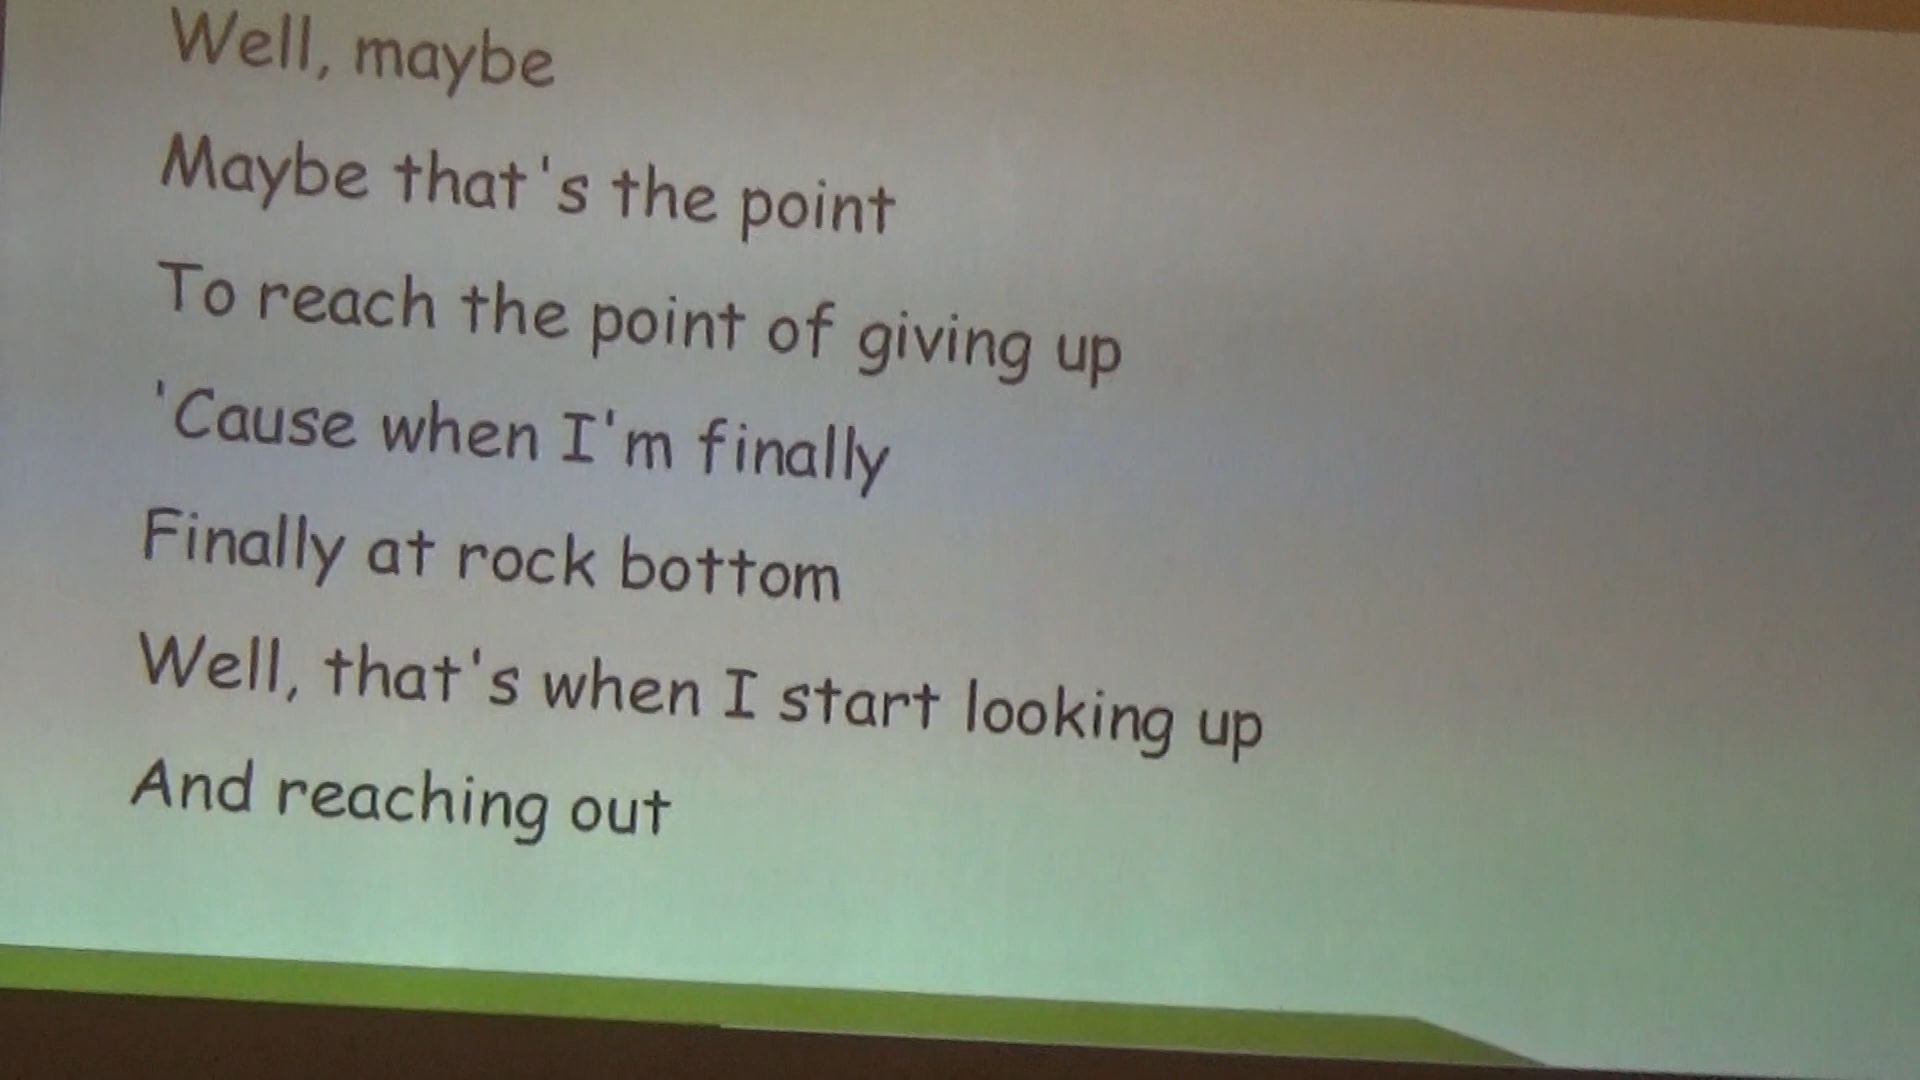 Well, maybe
Maybe that's the point
To reach the point of giving up
'Cause when I'm finally
Finally at rock bottom
Well, that's when I start looking up
And reaching out